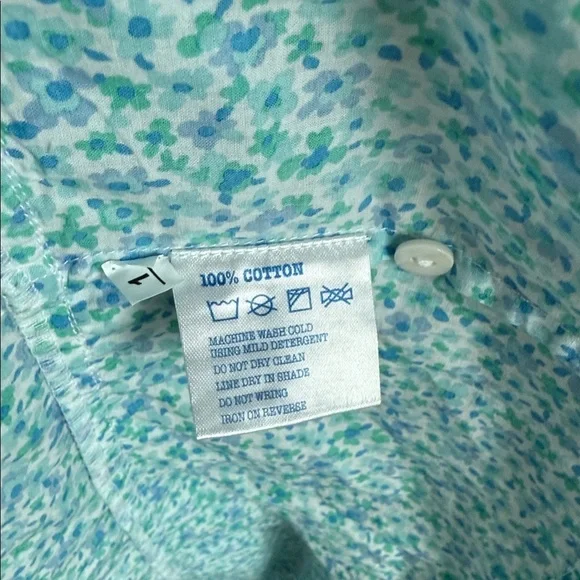 1
100% COTTON
MACHINE WASH COLD
USING MILD DETERGENT
DO NOT DRY CLEAN
LINE DRY IN SHADE
DO NOT WRING
IRON ON REVERSE